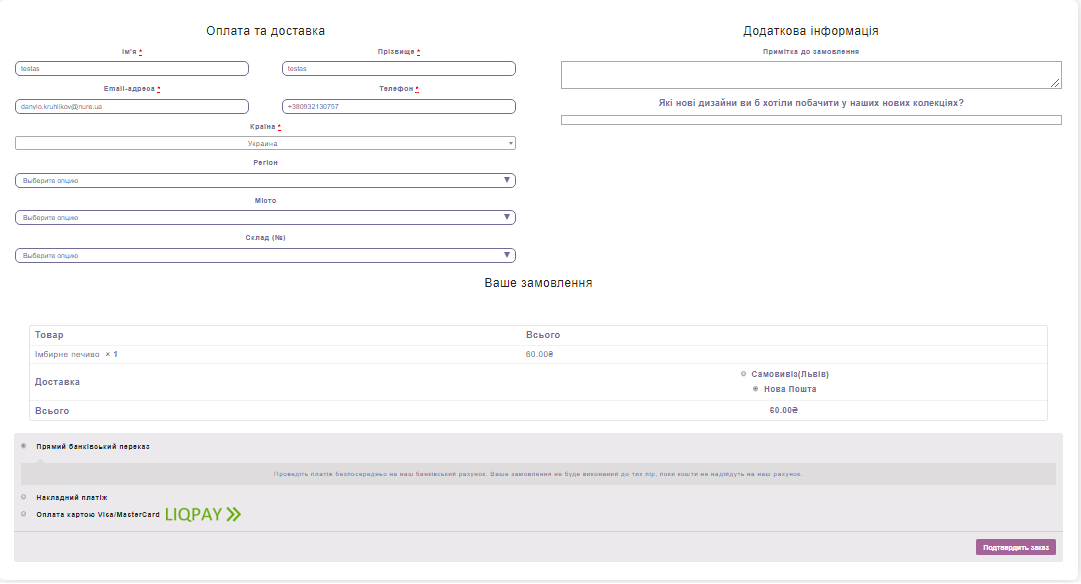 Оплата та доставка
Ім'я *
Прізвище *
testas
testas
Email-адреса *
Телефон *
danylo.kruhlikov@nure.ua
+380932130757
Країна *
Украина
Регіон
Выберите опцию
Місто
Выберите опцию
Склад (№)
Выберите опцию
Додаткова інформація
Примітка до замовлення
Які нові дизайни ви б хотіли побачити у наших нових колекціях?
Ваше замовлення
Товар Всього
Імбирне печиво × 1 60.00₴
Доставка
Самовивіз(Львів)
Нова Пошта
Всього 60.00₴
Прямий банківський переказ
Проведіть платіж безпосередньо на наш банківський рахунок. Ваше замовлення не буде виконаний до тих пір, поки кошти не надійдуть на наш рахунок.
Накладний платіж
Оплата картою Visa/MasterCard LIQPAY
Подтвердить заказ